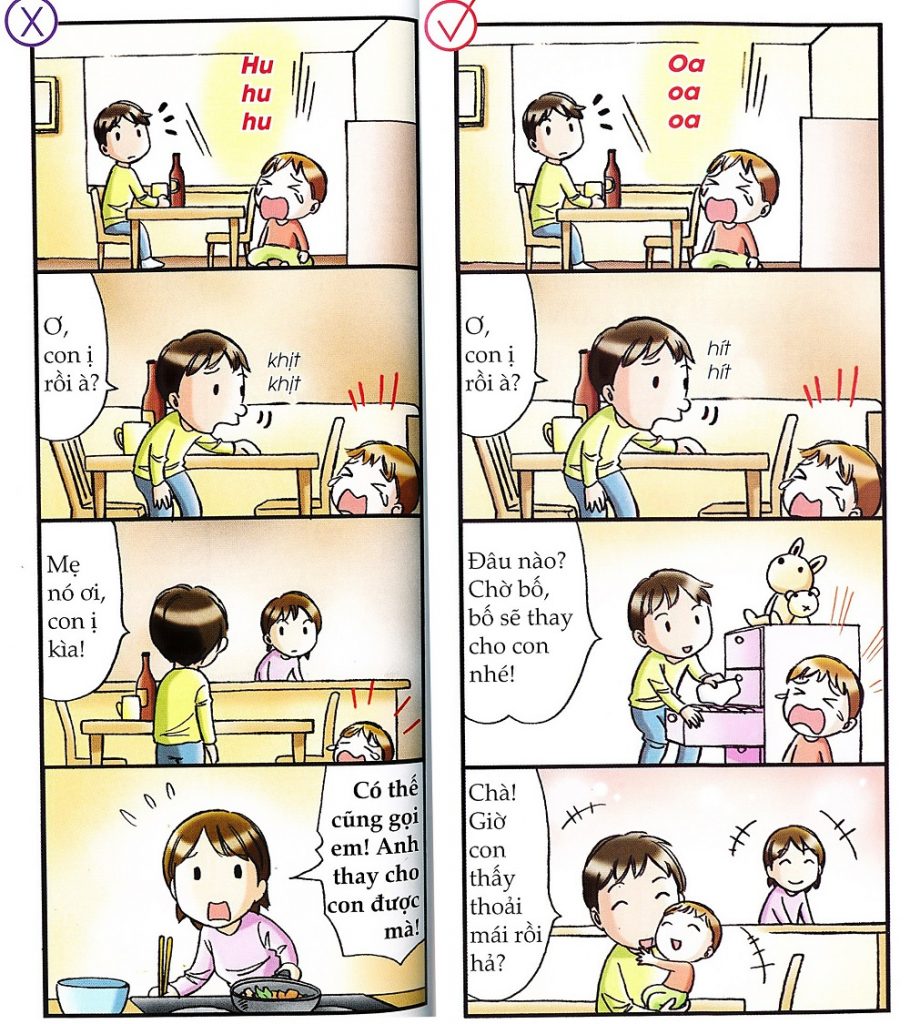 X
Hu
hu
hu
Ơ,
con ị
rồi à?
khịt
khịt
Mẹ
nó ơi,
con ị
kìa!
Có thế
cũng gọi
em! Anh
thay cho
con được
mà!
Oa
oa
oa
Ơ,
con ị
rồi à?
hít
hít
Đâu nào?
Chờ bố,
bố sẽ thay
cho con
nhé!
Chà!
Giờ
con
thấy
thoải
mái rồi
hả?